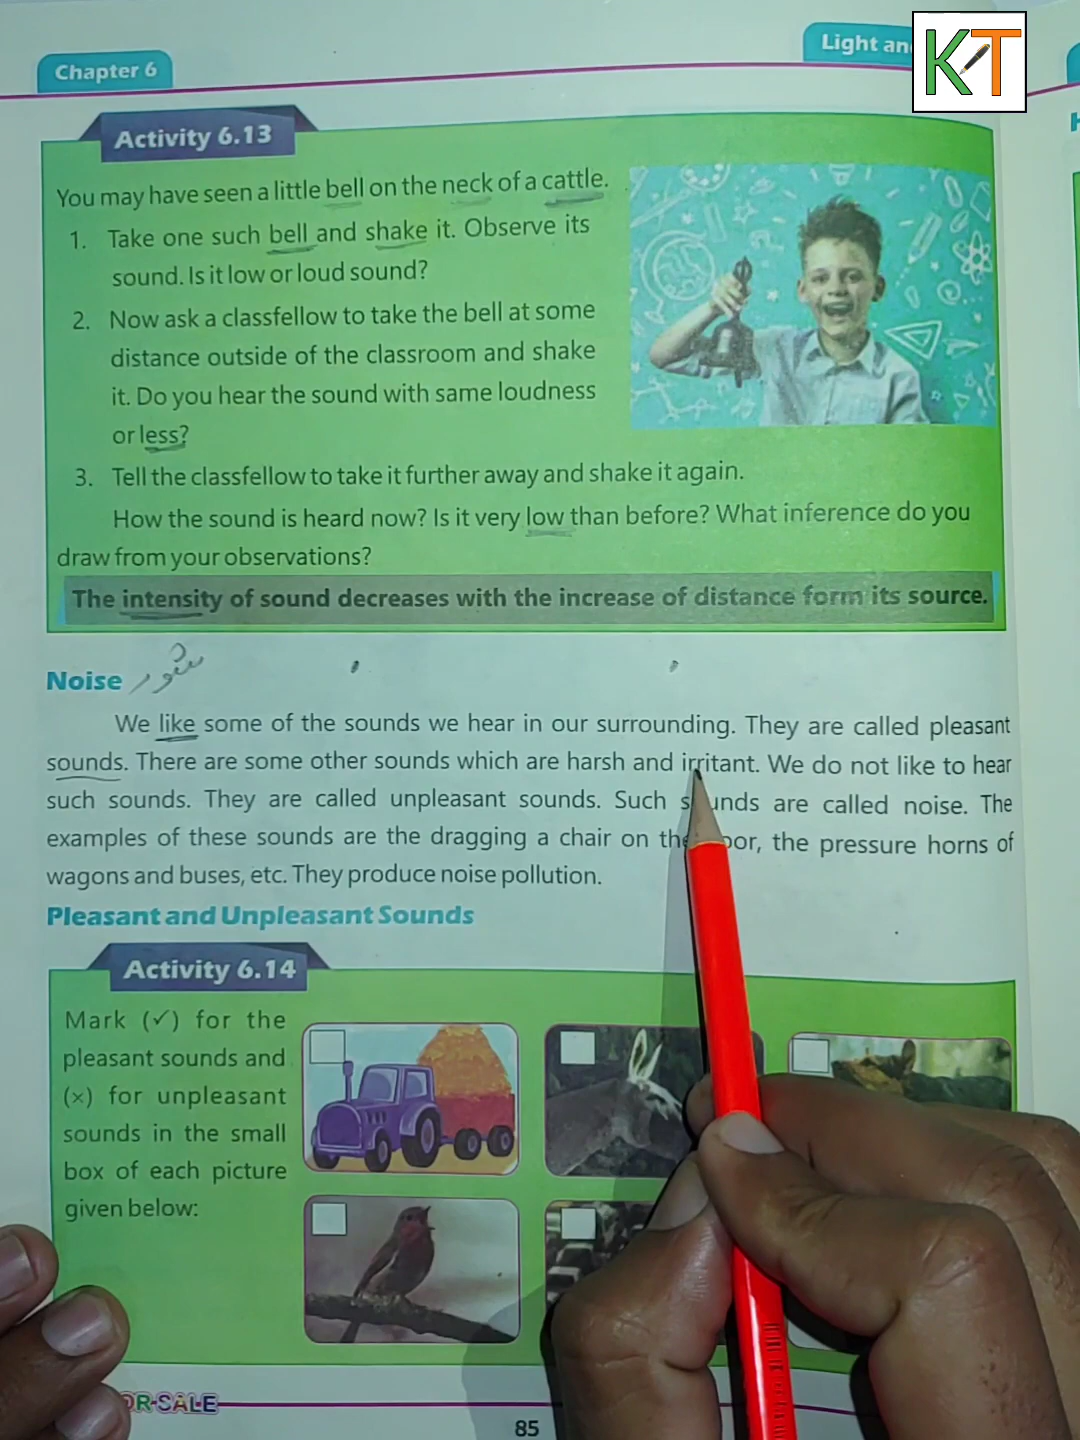 Chapter 6
Light an
KT
Activity 6.13
You may have seen a little bell on the neck of a cattle.
1. Take one such bell and shake it. Observe its
sound. Is it low or loud sound?
2. Now ask a classfellow to take the bell at some
distance outside of the classroom and shake
it. Do you hear the sound with same loudness
or less?
3. Tell the classfellow to take it further away and shake it again.
How the sound is heard now? Is it very low than before? What inference do you
draw from your observations?
The intensity of sound decreases with the increase of distance form its source.
Noise شور
We like some of the sounds we hear in our surrounding. They are called pleasant
sounds. There are some other sounds which are harsh and irritant. We do not like to hear
such sounds. They are called unpleasant sounds. Such sounds are called noise. The
examples of these sounds are the dragging a chair on the floor, the pressure horns of
wagons and buses, etc. They produce noise pollution.
Pleasant and Unpleasant Sounds
Activity 6.14
Mark (✓) for the
pleasant sounds and
(×) for unpleasant
sounds in the small
box of each picture
given below:
OR SALE
85